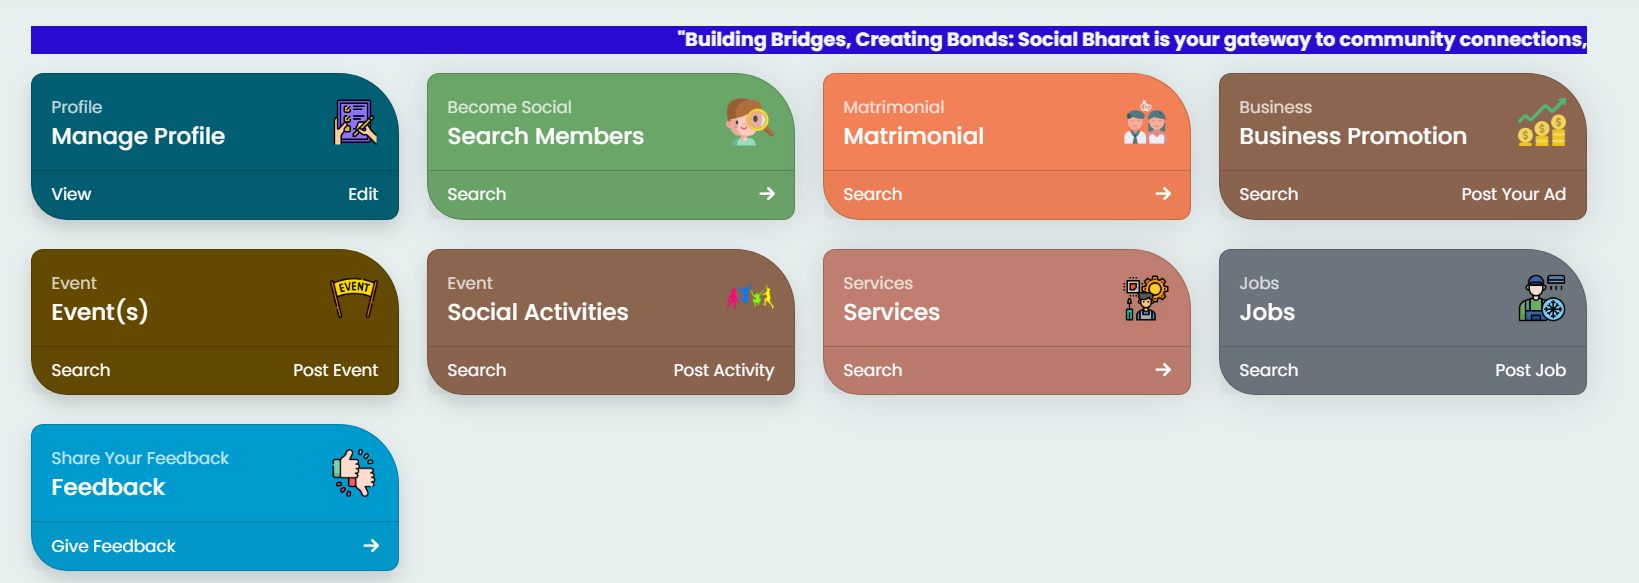 "Building Bridges, Creating Bonds: Social Bharat is your gateway to community connections,
Profile
Manage Profile
View Edit
Become Social
Search Members
Search
Matrimonial
Matrimonial
Search
Business
Business Promotion
Search Post Your Ad
Event
Event(s)
Search Post Event
EVENT
Event
Social Activities
Search Post Activity
Services
Services
Search
Jobs
Jobs
Search Post Job
Share Your Feedback
Feedback
Give Feedback